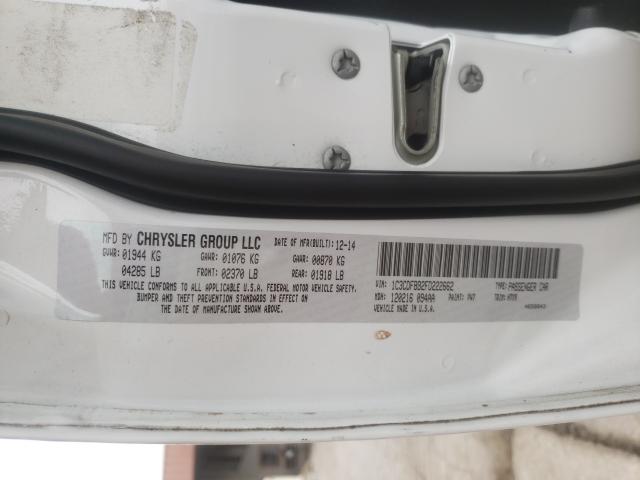 MFD BY CHRYSLER GROUP LLC DATE OF MFR(BUILT): 12-14
GVWR: 01944 KG GAWR: 01076 KG GAWR: 00870 KG
04285 LB FRONT: 02370 LB REAR: 01918 LB
THIS VEHICLE CONFORMS TO ALL APPLICABLE FEDERAL MOTOR VEHICLE SAFETY,
BUMPER AND THEFT PREVENTION STANDARDS IN EFFECT ON
THE DATE OF MANUFACTURE SHOWN ABOVE.
VIN: 1C3CDFBB2FD222662 TYPE: PASSENGER CAR
MDH: 120216 094AA PAINT: PW7 TRIM:
VEHICLE MADE IN U.S.A.